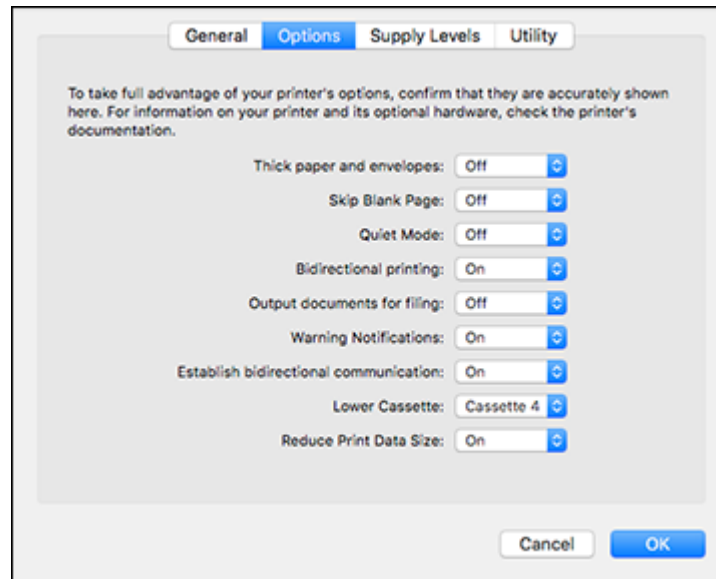 General Options Supply Levels Utility
To take full advantage of your printer's options, confirm that they are accurately shown
here. For information on your printer and its optional hardware, check the printer's
documentation.
Thick paper and envelopes: Off
Skip Blank Page: Off
Quiet Mode: Off
Bidirectional printing: On
Output documents for filing: Off
Warning Notifications: On
Establish bidirectional communication: On
Lower Cassette: Cassette 4
Reduce Print Data Size: On
Cancel OK